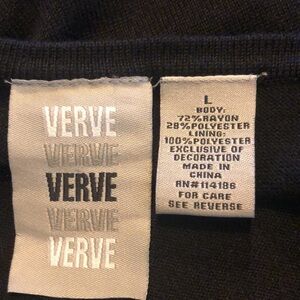 VERVE
VERVE
VERVE
VERVE
VERVE
L
BODY:
72%RAYON
28%POLYESTER
LINING:
100%POLYESTER
EXCLUSIVE OF
DECORATION
MADE IN
CHINA
RN#114186
FOR CARE
SEE REVERSE